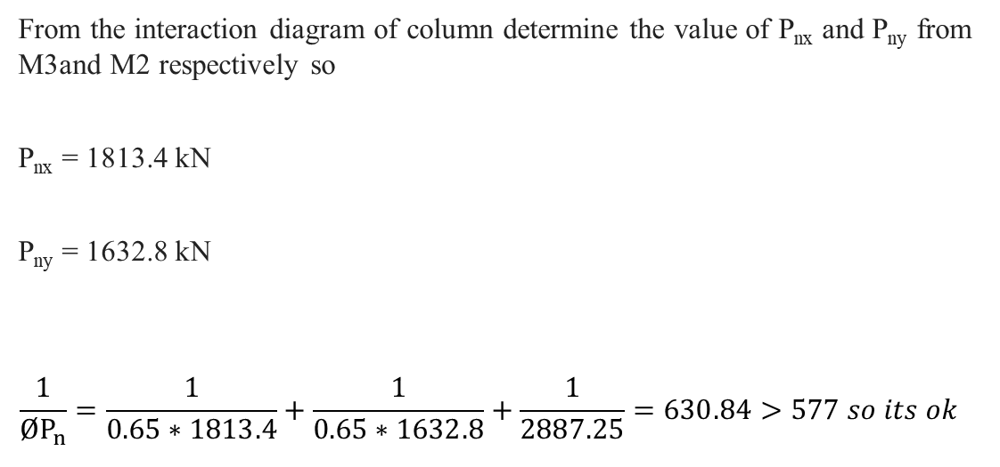 From the interaction diagram of column determine the value of Pnx and Pny from
M3and M2 respectively so
Pnx = 1813.4 kN
Pny = 1632.8 kN
1/ØPn = 1/0.65 * 1813.4 + 1/0.65 * 1632.8 + 1/2887.25 = 630.84 > 577 so its ok